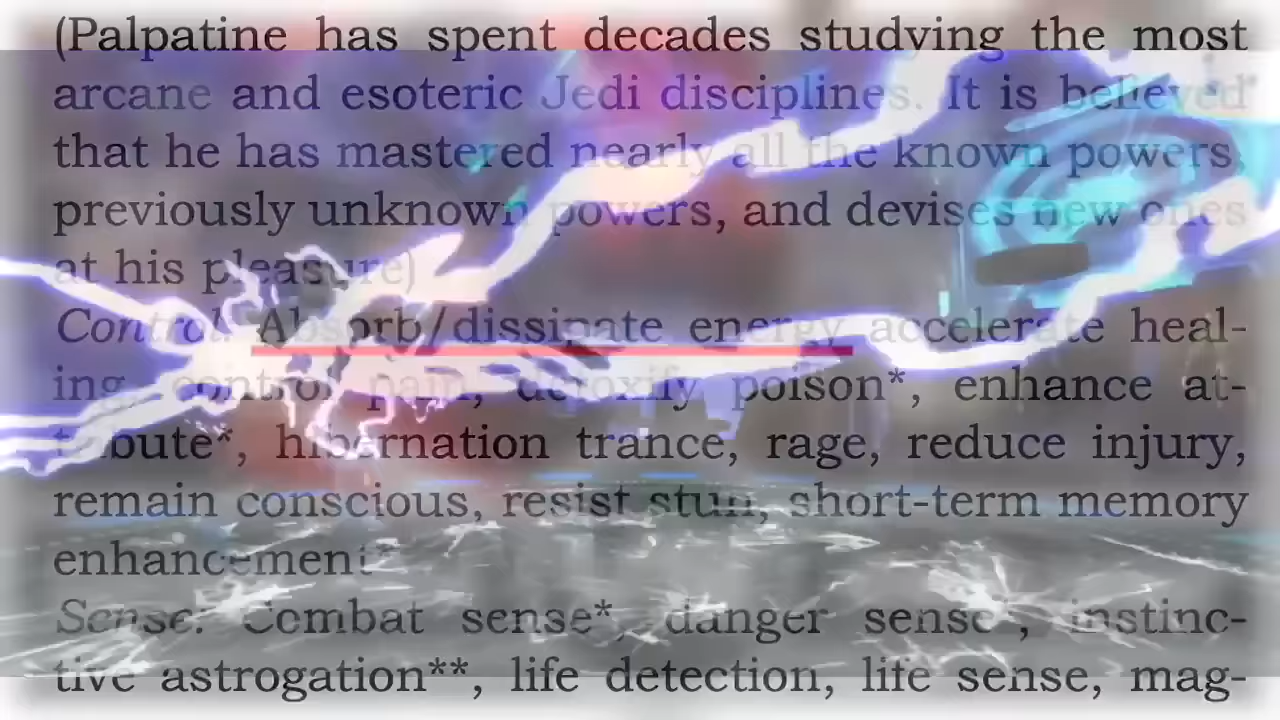 (Palpatine has spent decades studying the most
arcane and esoteric Jedi disciplines. It is believed
that he has mastered nearly all the known powers,
previously unknown powers, and devises new ones
at his pleasure)
Control: Absorb/dissipate energy, accelerate heal-
ing, control pain, detoxify poison*, enhance at-
tribute*, hibernation trance, rage, reduce injury,
remain conscious, resist stun, short-term memory
enhancement*
Sense: Combat sense*, danger sense*, instinc-
tive astrogation**, life detection, life sense, mag-